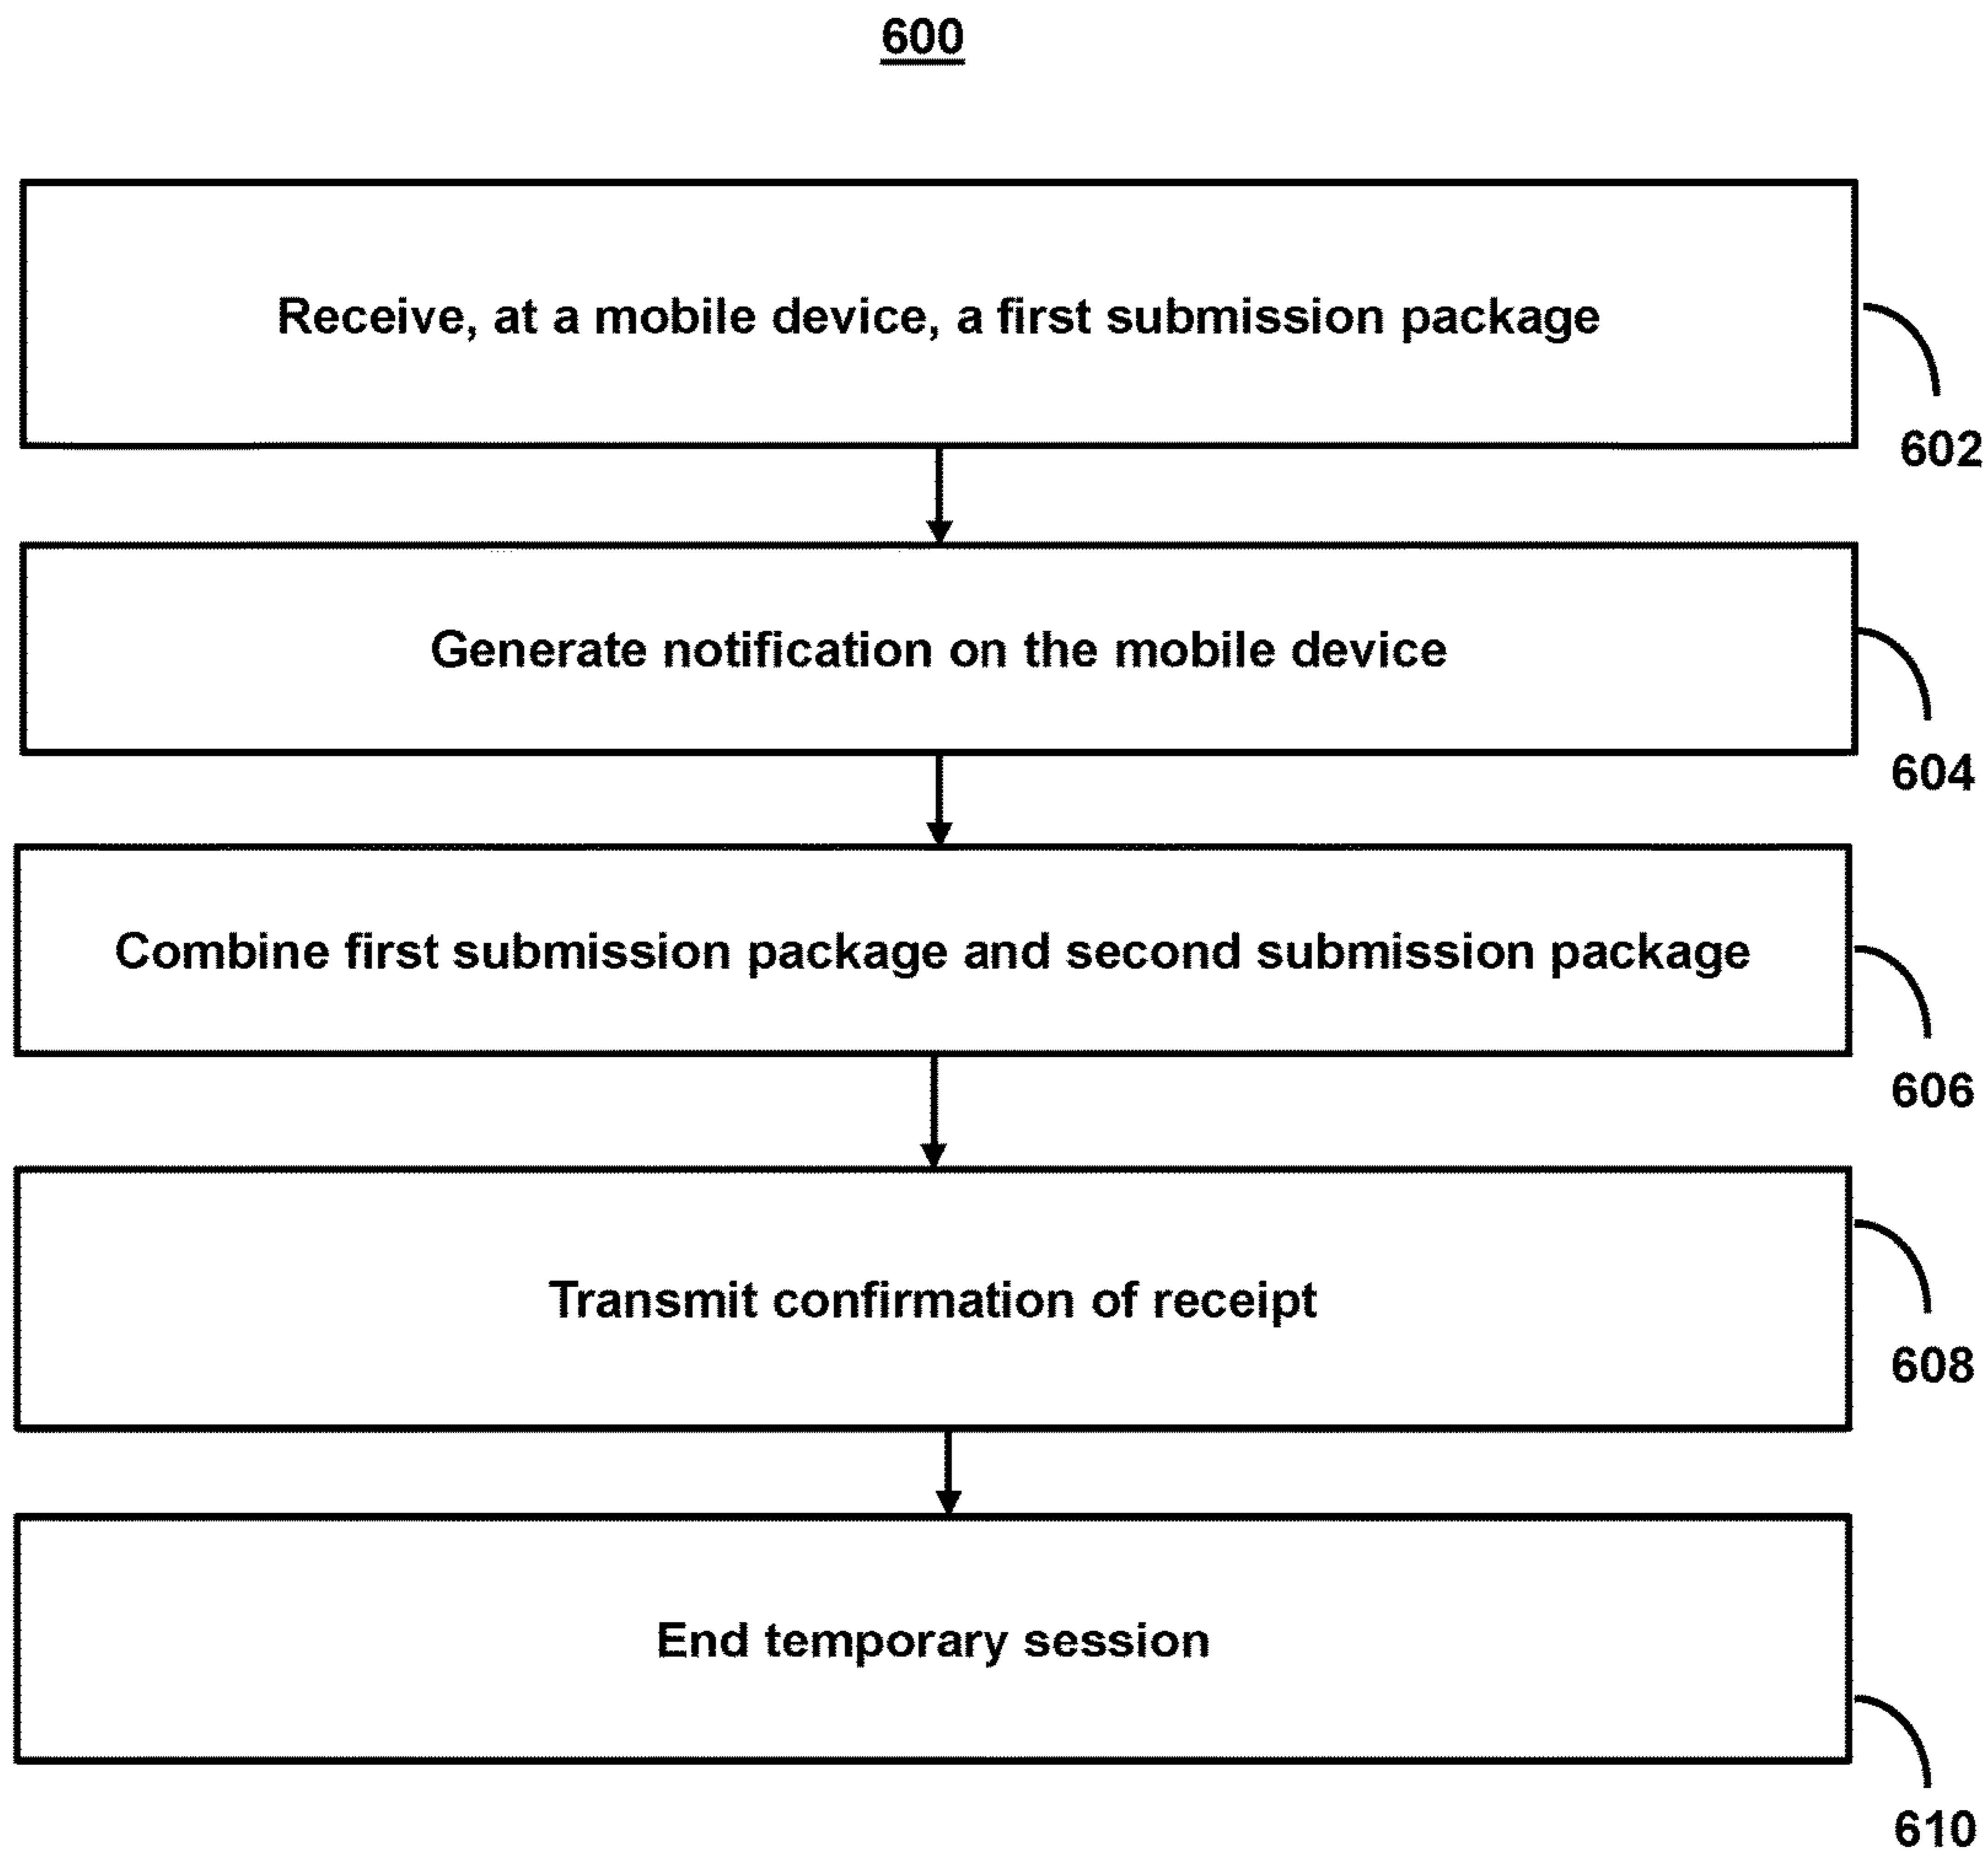 600
Receive, at a mobile device, a first submission package
602
Generate notification on the mobile device
604
Combine first submission package and second submission package
606
Transmit confirmation of receipt
608
End temporary session
610